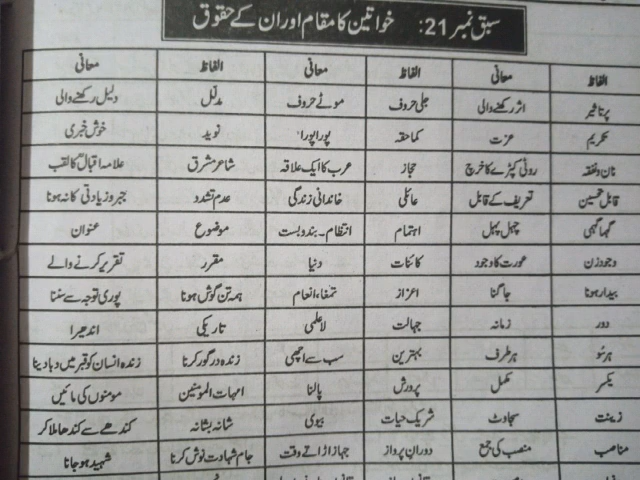 سبق نمبر 21: خواتین کا مقام اور ان کے حقوق
الفاظ معانی الفاظ معانی الفاظ معانی
پرتاثیر اثر رکھنے والی جلی حروف موٹے حروف مدلل دلیل رکھنے والی
تکریم عزت کماحقہ پورا پورا نوید خوش خبری
نان و نفقہ روٹی کپڑے کا خرچ حجاز عرب کا ایک علاقہ شاعر مشرق علامہ اقبالؒ کا لقب
قابل تحسین تعریف کے قابل عائلی خاندانی زندگی عدم تشدد جبر و زیادتی کا نہ ہونا
گہما گہمی چہل پہل اہتمام انتظام۔ بندوبست موضوع عنوان
وجود زن عورت کا وجود کائنات دنیا مقرر تقریر کرنے والے
بیدار ہونا جاگنا اعزاز تمغا، انعام ہمہ تن گوش ہونا پوری توجہ سے سننا
دور زمانہ جہالت لاعلمی تاریکی اندھیرا
ہر سُو ہر طرف بہترین سب سے اچھی زندہ درگور کرنا زندہ انسان کو قبر میں دبا دینا
یکسر مکمل پرورش پالنا امہات المومنین مومنوں کی مائیں
زینت سجاوٹ شریک حیات بیوی شانہ بشانہ کندھے سے کندھا ملا کر
مناصب منصب کی جمع دوران پرواز جہاز اڑاتے وقت جام شہادت نوش کرنا شہید ہو جانا